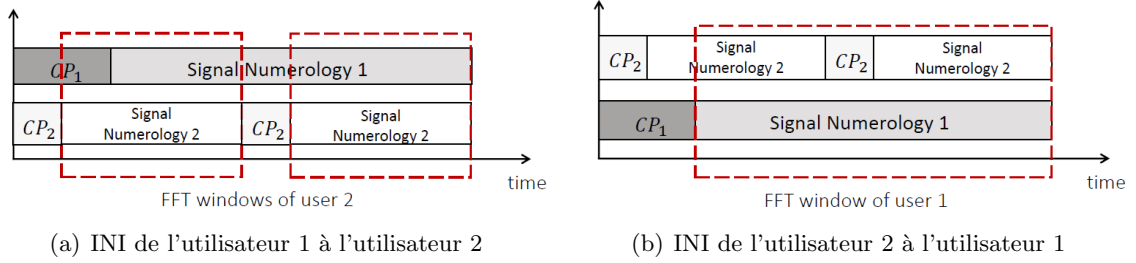 CP₁ Signal Numerology 1
CP₂ Signal Numerology 2 CP₂ Signal Numerology 2
time
FFT windows of user 2
(a) INI de l'utilisateur 1 à l'utilisateur 2
CP₂ Signal Numerology 2 CP₂ Signal Numerology 2
CP₁ Signal Numerology 1
time
FFT window of user 1
(b) INI de l'utilisateur 2 à l'utilisateur 1